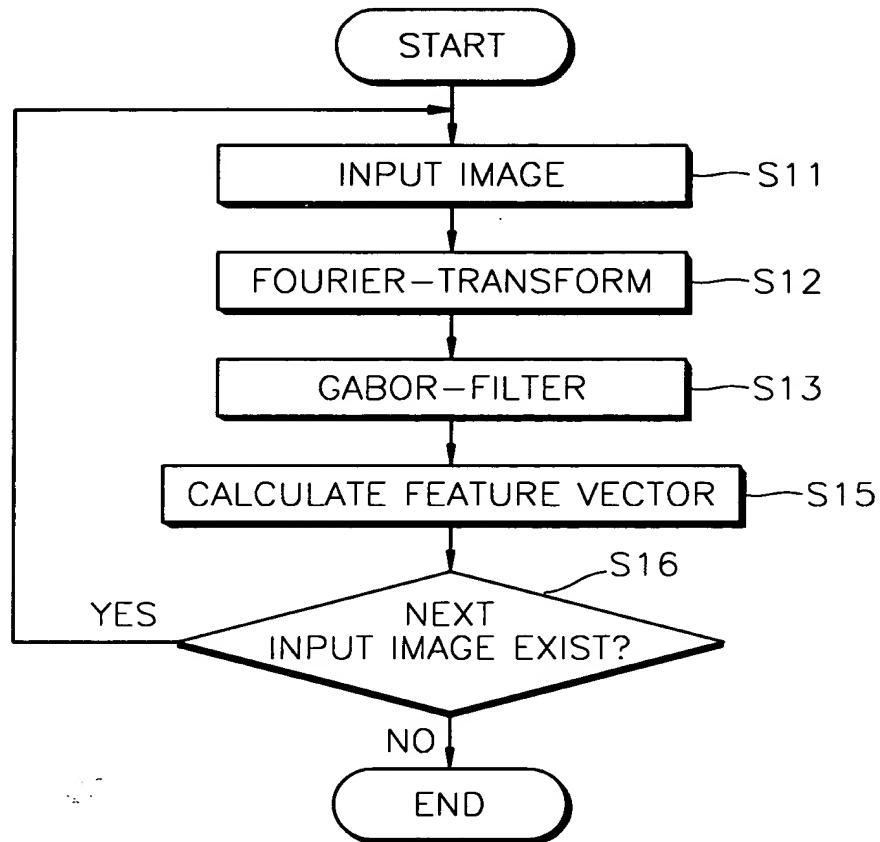 START
INPUT IMAGE
S11
FOURIER-TRANSFORM
S12
GABOR-FILTER
S13
CALCULATE FEATURE VECTOR
S15
S16
YES
NEXT
INPUT IMAGE EXIST?
NO
END